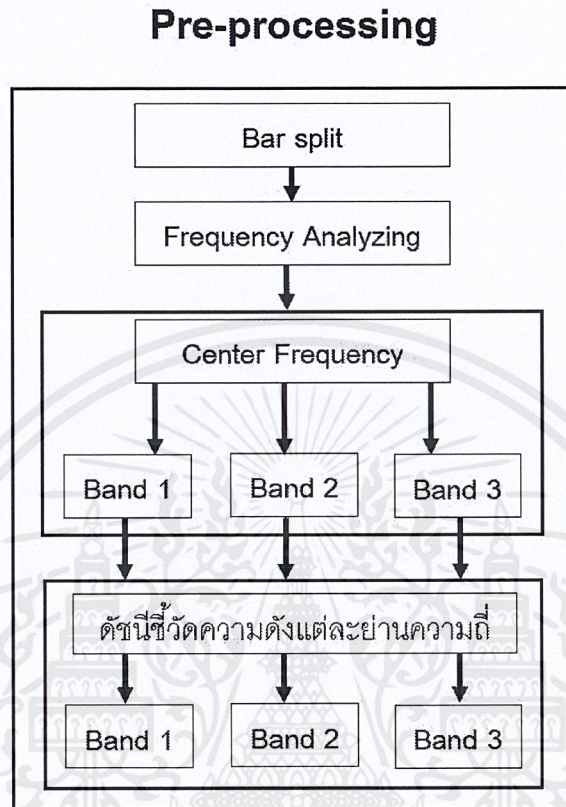 Pre-processing
Bar split
Frequency Analyzing
Center Frequency
Band 1 Band 2 Band 3
ดัชนีชี้วัดความดังแต่ละย่านความถี่
Band 1 Band 2 Band 3